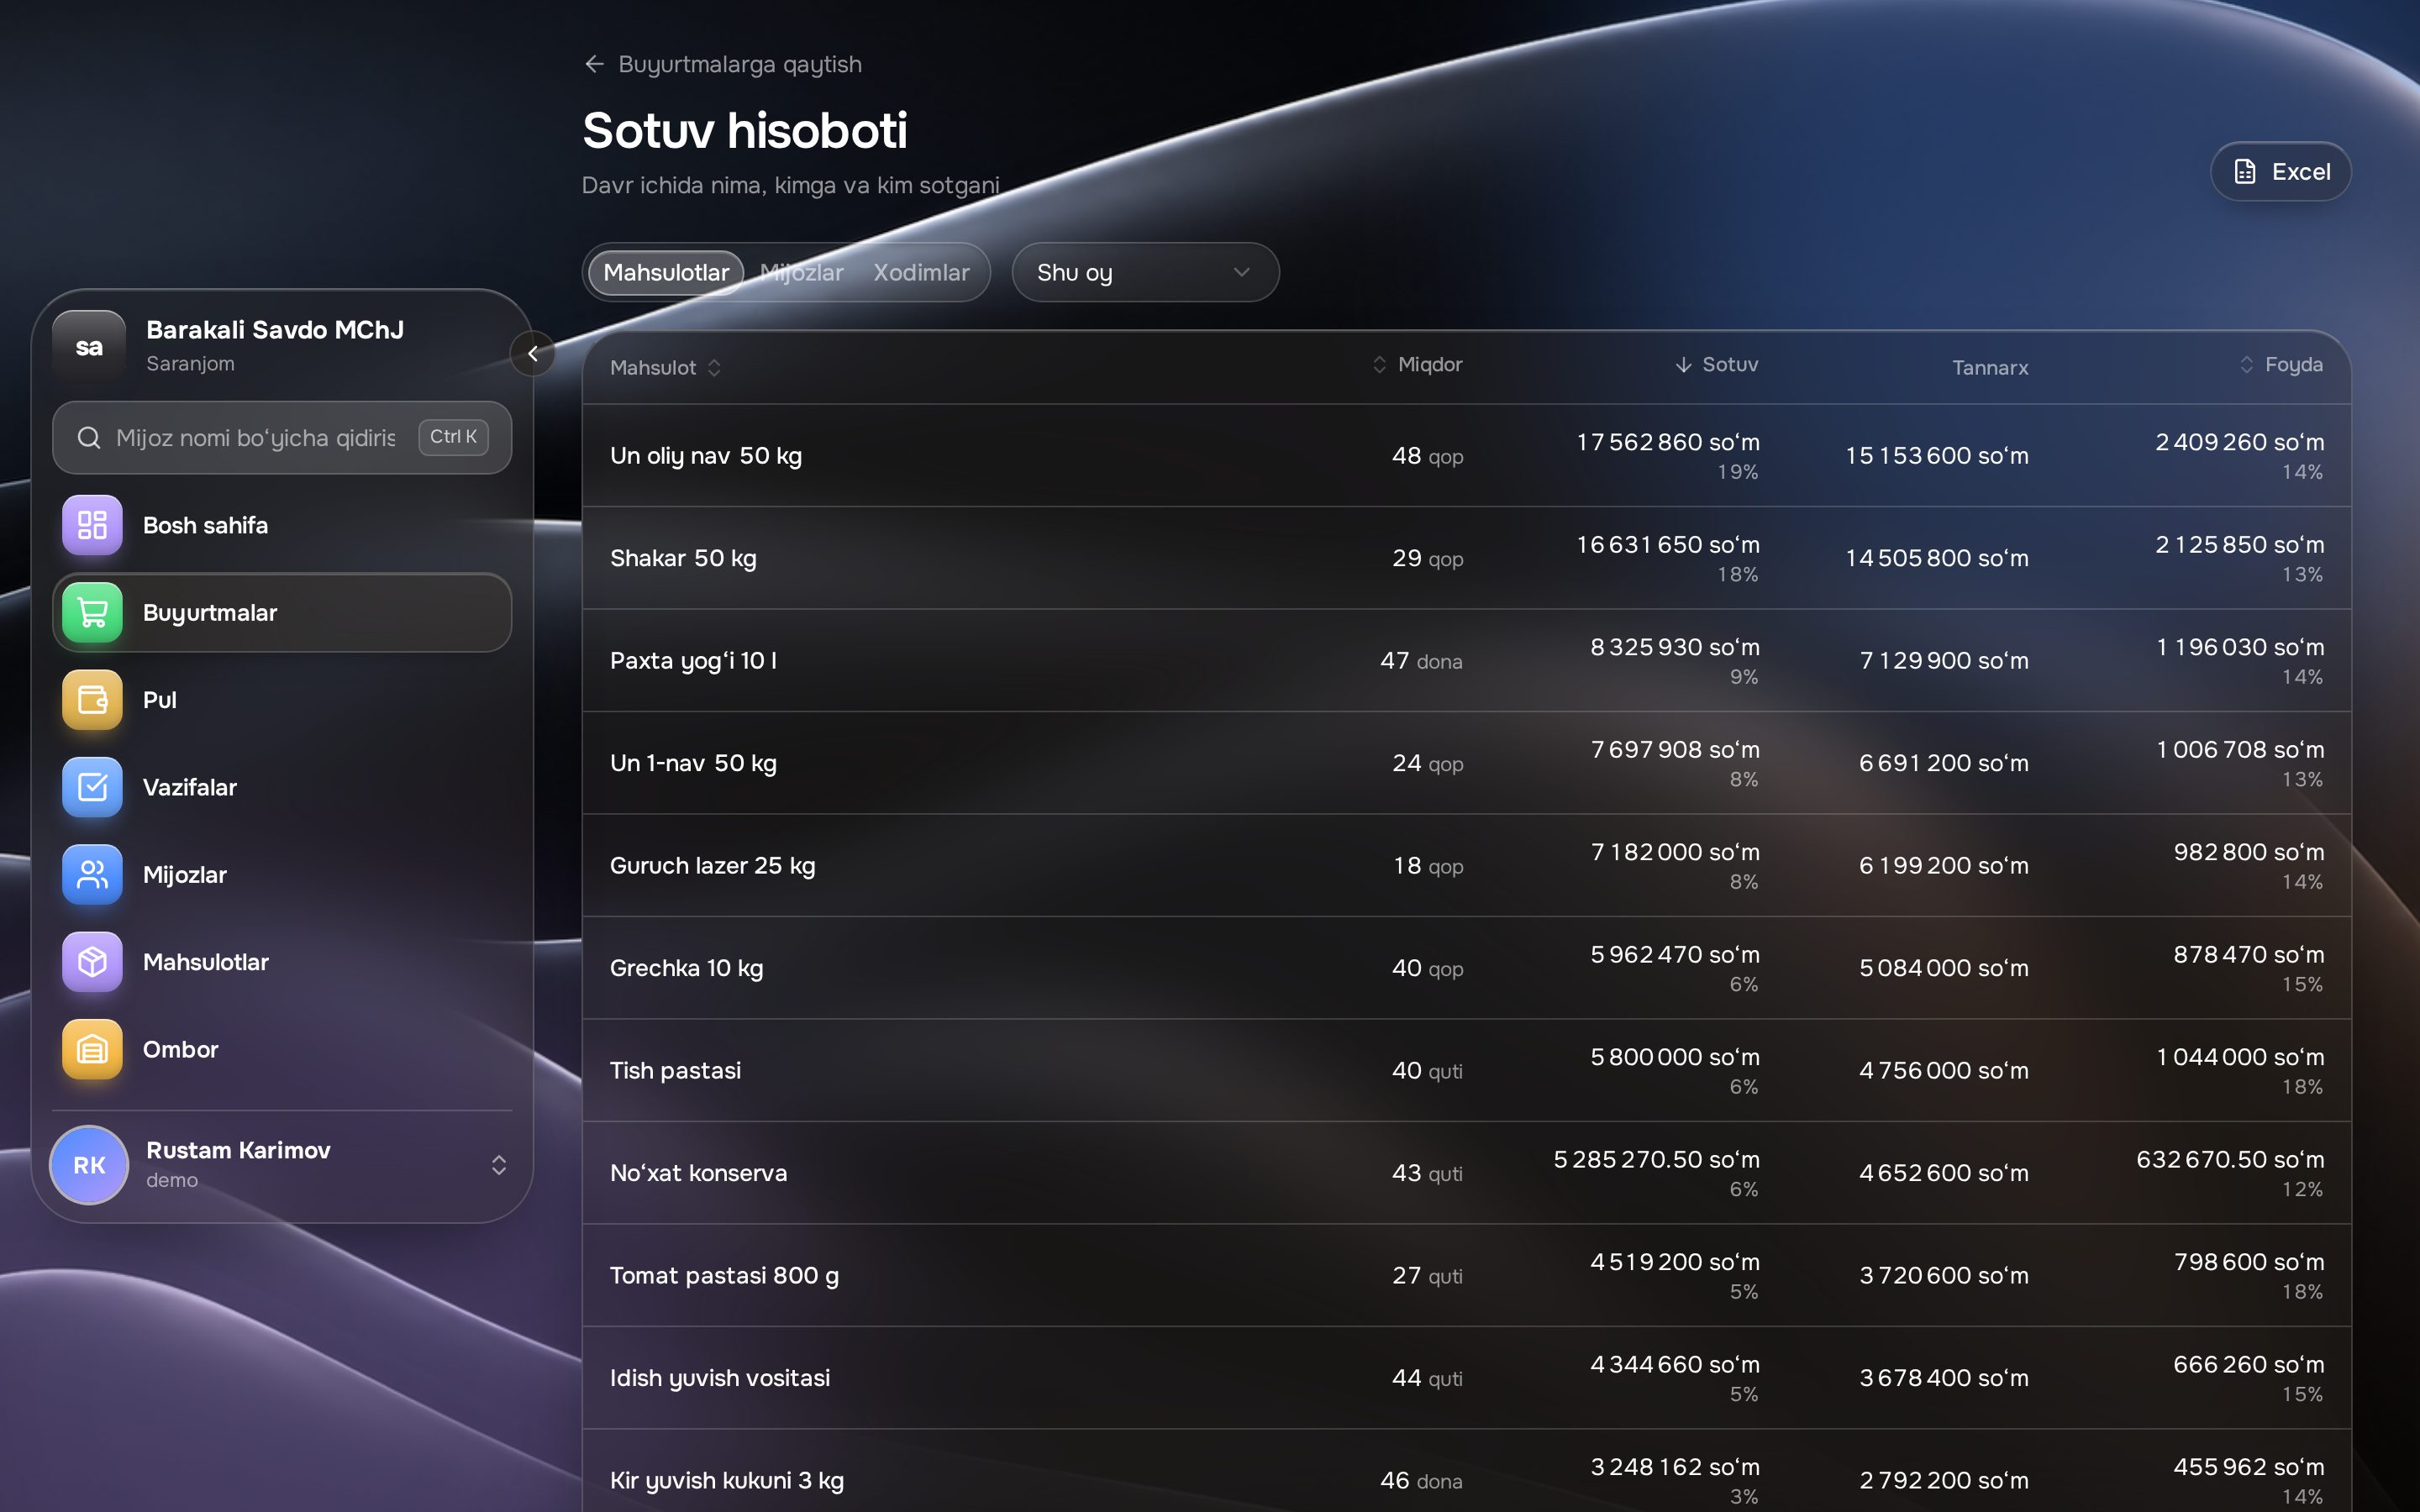 Buyurtmalarga qaytish
Sotuv hisoboti
Davr ichida nima, kimga va kim sotgani
Excel
Mahsulotlar Mijozlar Xodimlar Shu oy
sa
Barakali Savdo MChJ
Saranjom
Mijoz nomi bo‘yicha qidiris Ctrl K
Bosh sahifa
Buyurtmalar
Pul
Vazifalar
Mijozlar
Mahsulotlar
Ombor
RK
Rustam Karimov
demo
Mahsulot Miqdor Sotuv Tannarx Foyda
Un oliy nav 50 kg 48 qop 17 562 860 so‘m 15 153 600 so‘m 2 409 260 so‘m
19% 14%
Shakar 50 kg 29 qop 16 631 650 so‘m 14 505 800 so‘m 2 125 850 so‘m
18% 13%
Paxta yog‘i 10 l 47 dona 8 325 930 so‘m 7 129 900 so‘m 1 196 030 so‘m
9% 14%
Un 1-nav 50 kg 24 qop 7 697 908 so‘m 6 691 200 so‘m 1 006 708 so‘m
8% 13%
Guruch lazer 25 kg 18 qop 7 182 000 so‘m 6 199 200 so‘m 982 800 so‘m
8% 14%
Grechka 10 kg 40 qop 5 962 470 so‘m 5 084 000 so‘m 878 470 so‘m
6% 15%
Tish pastasi 40 quti 5 800 000 so‘m 4 756 000 so‘m 1 044 000 so‘m
6% 18%
No‘xat konserva 43 quti 5 285 270.50 so‘m 4 652 600 so‘m 632 670.50 so‘m
6% 12%
Tomat pastasi 800 g 27 quti 4 519 200 so‘m 3 720 600 so‘m 798 600 so‘m
5% 18%
Idish yuvish vositasi 44 quti 4 344 660 so‘m 3 678 400 so‘m 666 260 so‘m
5% 15%
Kir yuvish kukuni 3 kg 46 dona 3 248 162 so‘m 2 792 200 so‘m 455 962 so‘m
3% 14%